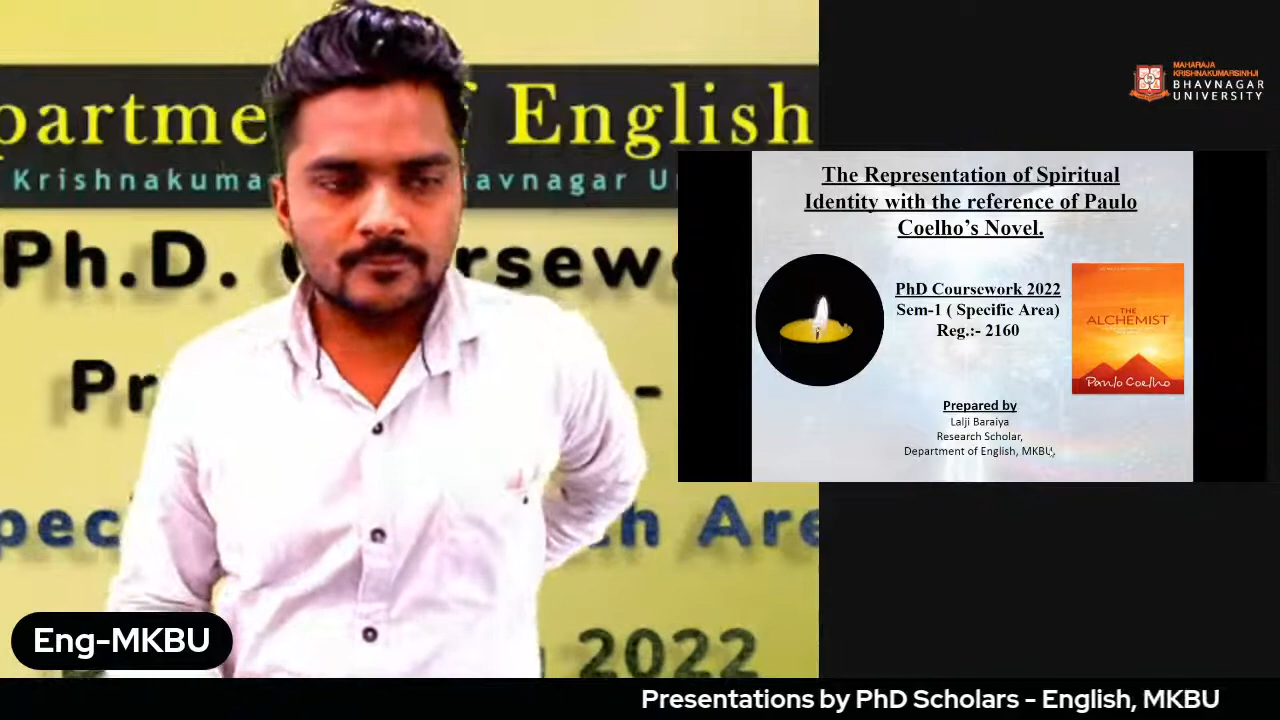 partme f English
Krishnakuma avnagar U
Ph.D. rsew
Pr -
pec h Are
2022
Eng-MKBU
MAHARAJA
KRISHNAKUMARSINHJI
BHAVNAGAR
UNIVERSITY
The Representation of Spiritual
Identity with the reference of Paulo
Coelho’s Novel.
PhD Coursework 2022
Sem-1 ( Specific Area)
Reg.:- 2160
THE
ALCHEMIST
Paulo Coelho
Prepared by
Lalji Baraiya
Research Scholar,
Department of English, MKBU,
Presentations by PhD Scholars - English, MKBU